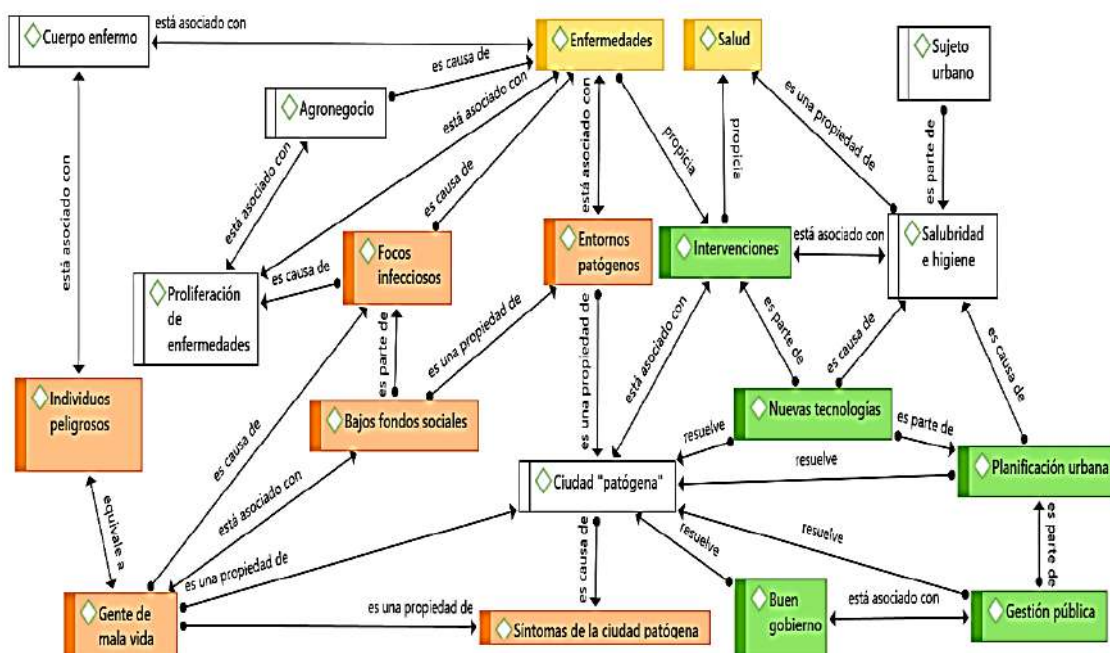 Cuerpo enfermo
está asociado con
Enfermedades
Salud
Sujeto
urbano
es causa de
está asociado con
Agronegocio
está asociado con
propicia
propicia
es una propiedad de
es parte de
está asociado con
está asociado con
es causa de
Focos
infecciosos
Entornos
patógenos
Intervenciones
está asociado con
Salubridad
e higiene
es causa de
Proliferación
de
enfermedades
es parte de
es una propiedad de
es una propiedad de
está asociado con
es parte de
es causa de
es causa de
Individuos
peligrosos
Bajos fondos sociales
Nuevas tecnologías
es causa de
es parte de
resuelve
resuelve
está asociado con
Ciudad "patógena"
Planificación urbana
equivale a
es una propiedad de
es causa de
resuelve
resuelve
es parte de
Gente de
mala vida
es una propiedad de
Síntomas de la ciudad patógena
Buen
gobierno
está asociado con
Gestión pública